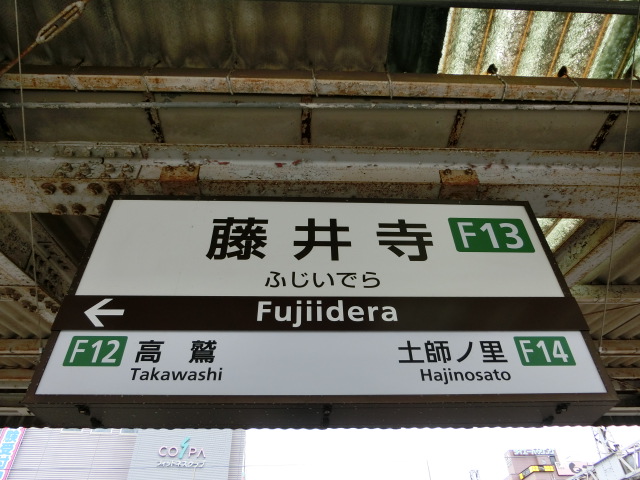 藤井寺 F13
ふじいでら
← Fujiidera
F12 高鷲 土師ノ里 F14
Takawashi Hajinosato
COSPA